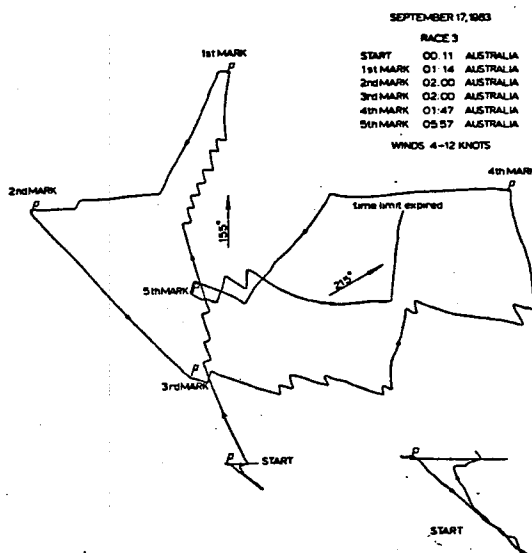 SEPTEMBER 17, 1983
RACE 3
START 00.11 AUSTRALIA
1st MARK 01.14 AUSTRALIA
2nd MARK 02.00 AUSTRALIA
3rd MARK 02.00 AUSTRALIA
4th MARK 01.47 AUSTRALIA
5th MARK 05.57 AUSTRALIA
WINDS 4-12 KNOTS
1st MARK
P
4th MARK
P
2nd MARK
P
time limit expired
155°
215°
5th MARK
P
3rd MARK
P
P
START
P
START